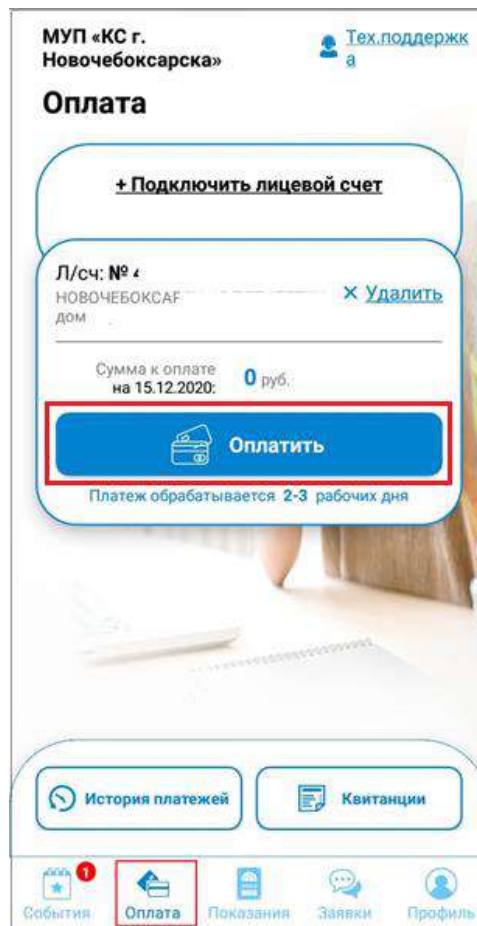 МУП «КС г.
Новочебоксарска»
Тех.поддержк
а
Оплата
+ Подключить лицевой счет
Л/сч: №
НОВОЧЕБОКСАР
× Удалить
дом
Сумма к оплате
на 15.12.2020:
0 руб.
Оплатить
Платеж обрабатывается 2-3 рабочих дня
История платежей
Квитанции
1
События
Оплата
Показания
Заявки
Профиль